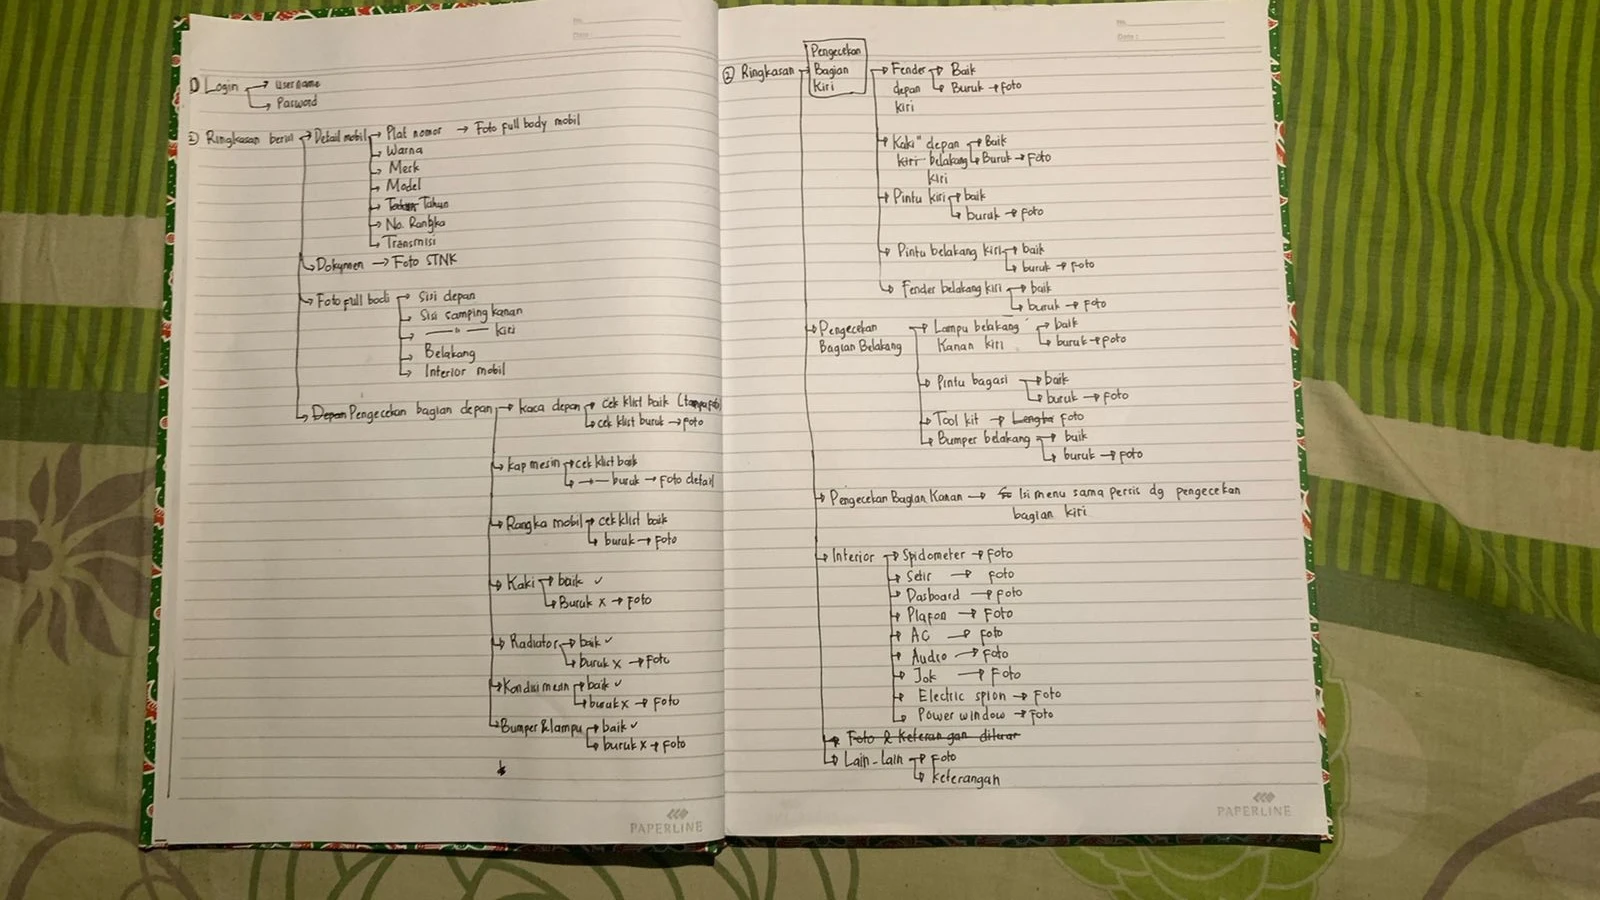 No. ____________
Date : ____________
① Login → Username
→ Password
② Ringkasan berisi → Detail mobil → Plat nomor → Foto full body mobil
→ Warna
→ Merk
→ Model
→ Tahun
→ No. Rangka
→ Transmisi
→ Dokumen → Foto STNK
→ Foto full bodi → Sisi depan
→ Sisi samping kanan
→ —— " —— kiri
→ Belakang
→ Interior mobil
→ Depan Pengecekan bagian depan → kaca depan → cek klist baik (tanpa foto)
→ cek klist buruk → foto
→ kap mesin → cek klist baik
→ —— buruk → foto detail
→ Rangka mobil → cek klist baik
→ buruk → foto
→ Kaki → baik ✓
→ Buruk x → foto
→ Radiator → baik ✓
→ buruk x → foto
→ Kondisi mesin → baik ✓
→ buruk x → foto
→ Bumper & lampu → baik ✓
→ buruk x → foto
PAPERLINE
No. ____________
Date : ____________
② Ringkasan → Pengecekan
Bagian
Kiri
→ Fender → Baik
depan → Buruk → foto
kiri
→ Kaki" depan → Baik
kiri - belakang → Buruk → foto
kiri
→ Pintu kiri → baik
→ buruk → foto
→ Pintu belakang kiri → baik
→ buruk → foto
→ Fender belakang kiri → baik
→ buruk → foto
→ Pengecekan → Lampu belakang → baik
Bagian Belakang Kanan kiri → buruk → foto
→ Pintu bagasi → baik
→ buruk → foto
→ Tool kit → Lengka foto
→ Bumper belakang → baik
→ buruk → foto
→ Pengecekan Bagian Kanan → Isi menu sama persis dg pengecekan
bagian kiri
→ Interior → Spidometer → foto
→ Setir → foto
→ Dasboard → foto
→ Plafon → foto
→ AC → foto
→ Audio → foto
→ Jok → foto
→ Electric spion → foto
→ Power window → foto
→ Foto & Keterangan diluar
→ Lain - lain → foto
→ keterangan
PAPERLINE